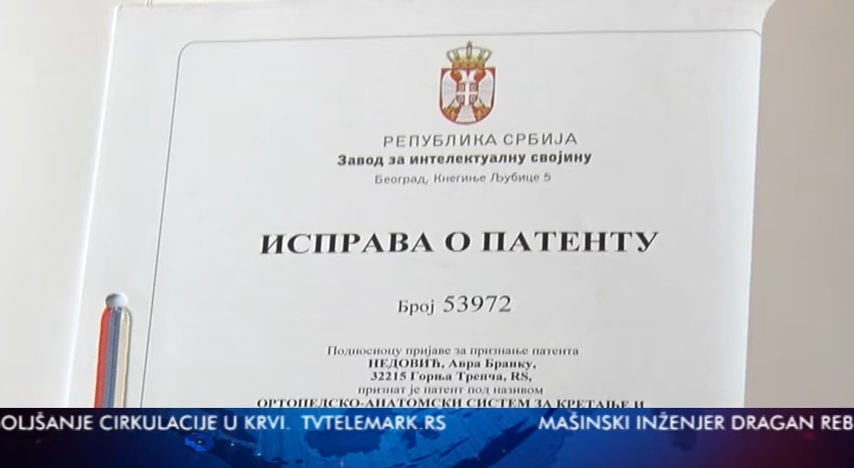 РЕПУБЛИКА СРБИЈА
Завод за интелектуалну својину
Београд, Кнегиње Љубице 5
ИСПРАВА О ПАТЕНТУ
Број 53972
Подносиоцу пријаве за признање патента
НЕДОВИЋ, Авра Бранку,
32215 Горња Трепча, RS,
признат је патент под називом
ОРТОПЕДСКО-АНАТОМСКИ СИСТЕМ ЗА КРЕТАЊЕ И
OLJŠANJE CIRKULACIJE U KRVI. TVTELEMARK.RS MAŠINSKI INŽENJER DRAGAN REB